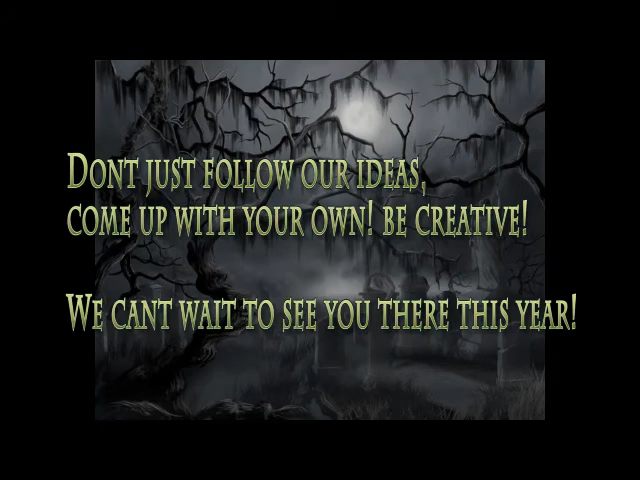 Dont just follow our ideas,
come up with your own! be creative!
We cant wait to see you there this year!